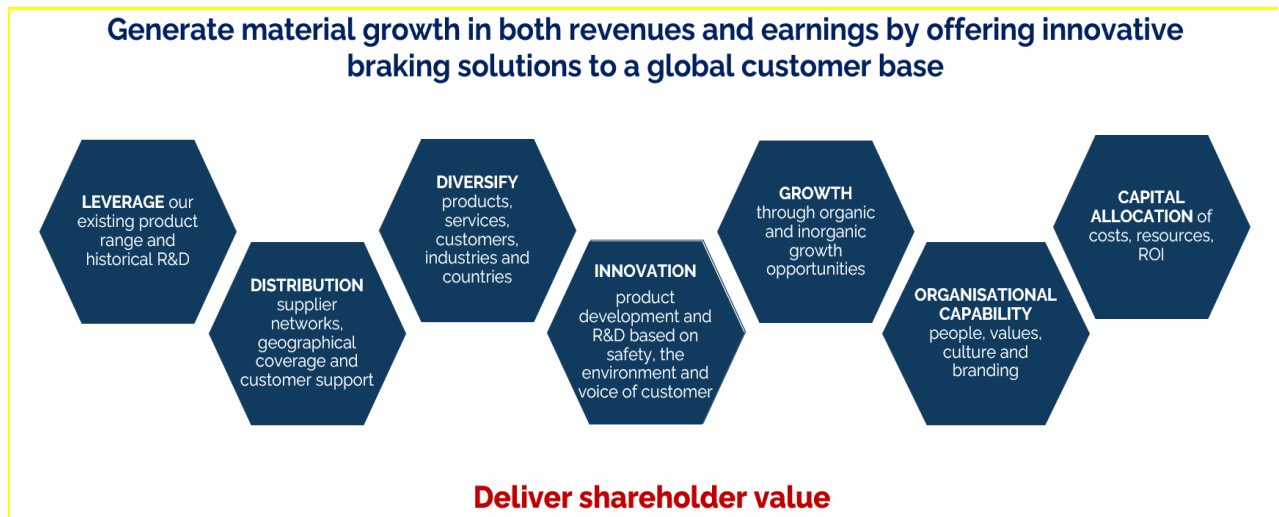 Generate material growth in both revenues and earnings by offering innovative
braking solutions to a global customer base
LEVERAGE our
existing product
range and
historical R&D
DISTRIBUTION
supplier
networks,
geographical
coverage and
customer support
DIVERSIFY
products,
services,
customers,
industries and
countries
INNOVATION
product
development and
R&D based on
safety, the
environment and
voice of customer
GROWTH
through organic
and inorganic
growth
opportunities
ORGANISATIONAL
CAPABILITY
people, values,
culture and
branding
CAPITAL
ALLOCATION of
costs, resources,
ROI
Deliver shareholder value